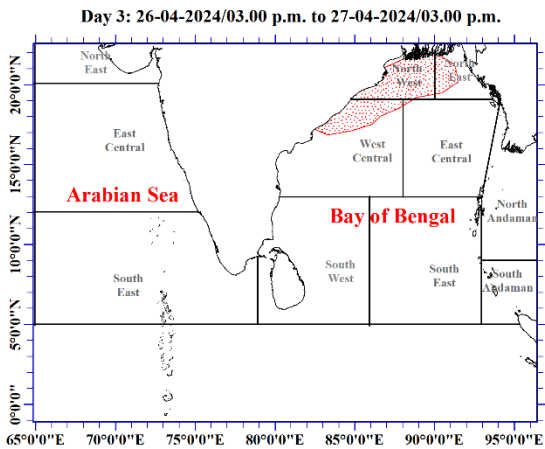 Day 3: 26-04-2024/03.00 p.m. to 27-04-2024/03.00 p.m.
North
East
North
West
North
East
20°0'0"N
East
Central
West
Central
East
Central
15°0'0"N
Arabian Sea
Bay of Bengal
North
Andaman
10°0'0"N
South
East
South
West
South
East
South
Andaman
5°0'0"N
0°0'0"
65°0'0"E 70°0'0"E 75°0'0"E 80°0'0"E 85°0'0"E 90°0'0"E 95°0'0"E